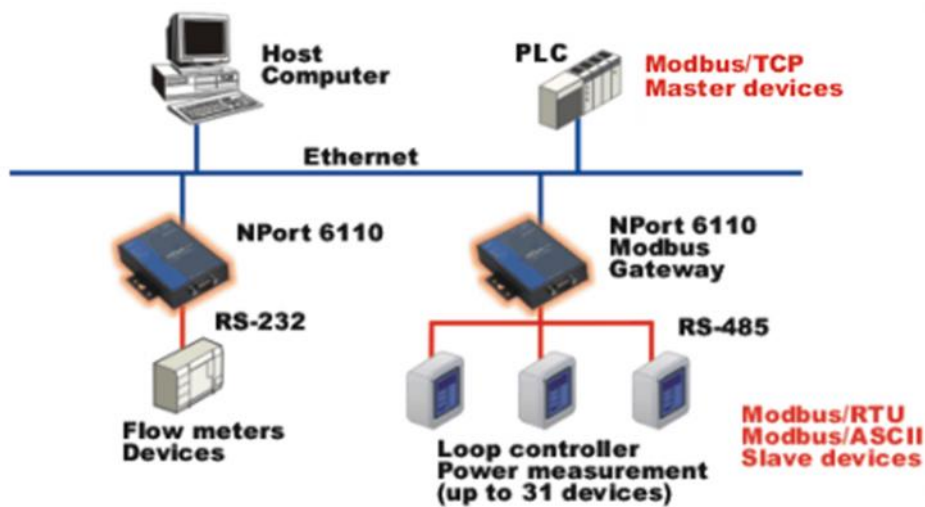 Host
Computer
PLC
Modbus/TCP
Master devices
Ethernet
NPort 6110
NPort 6110
Modbus
Gateway
RS-232
RS-485
Flow meters
Devices
Loop controller
Power measurement
(up to 31 devices)
Modbus/RTU
Modbus/ASCII
Slave devices